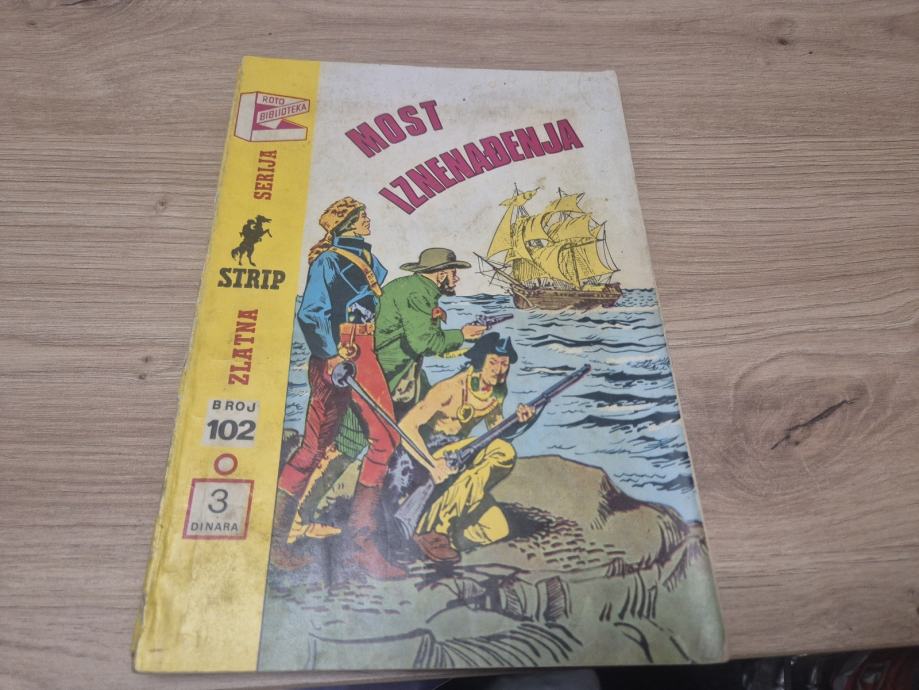 ROTO
BIBLIOTEKA
ZLATNA
SERIJA
STRIP
BROJ
102
3
DINARA
MOST
IZNENAĐENJA